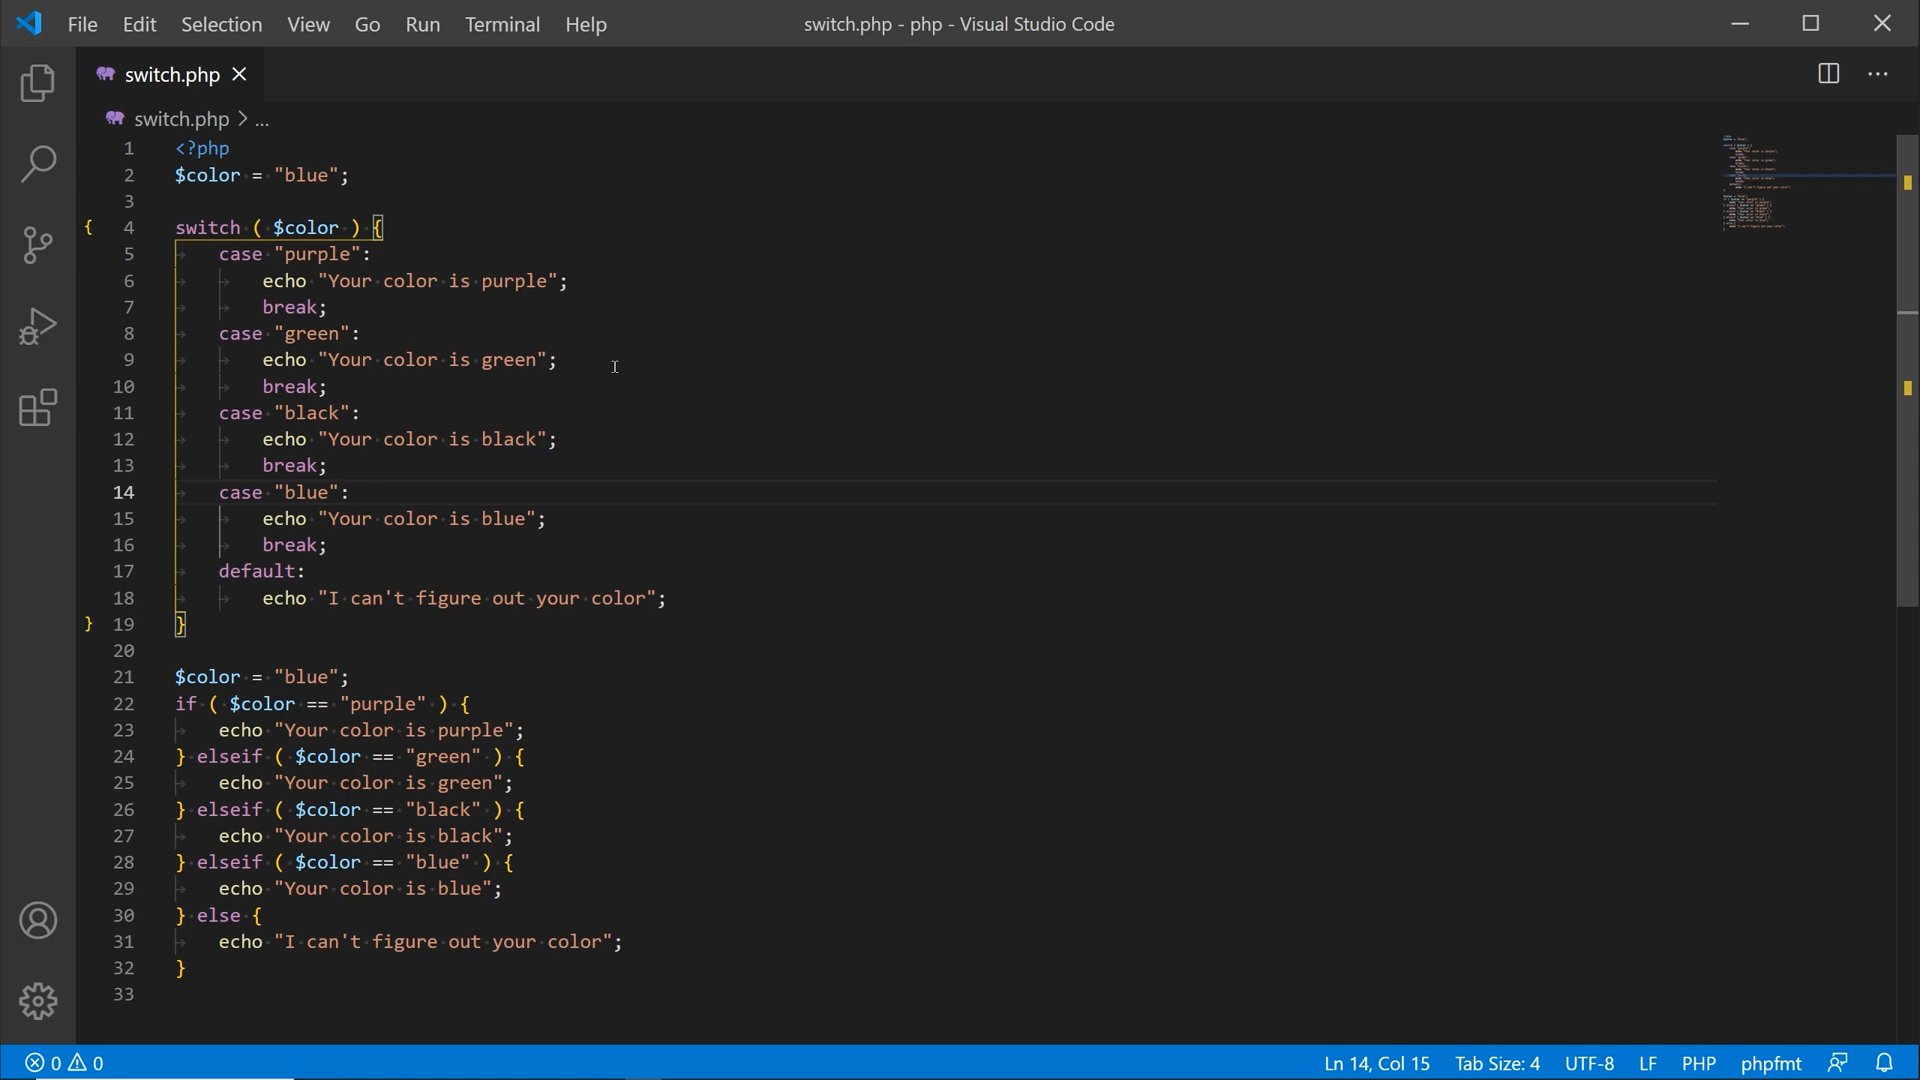 File Edit Selection View Go Run Terminal Help switch.php - php - Visual Studio Code
switch.php
switch.php > ...
1 <?php
2 $color = "blue";
3
{ 4 switch ( $color ) {
5 case "purple":
6 echo "Your color is purple";
7 break;
8 case "green":
9 echo "Your color is green";
10 break;
11 case "black":
12 echo "Your color is black";
13 break;
14 case "blue":
15 echo "Your color is blue";
16 break;
17 default:
18 echo "I can't figure out your color";
} 19 }
20
21 $color = "blue";
22 if ( $color == "purple" ) {
23 echo "Your color is purple";
24 } elseif ( $color == "green" ) {
25 echo "Your color is green";
26 } elseif ( $color == "black" ) {
27 echo "Your color is black";
28 } elseif ( $color == "blue" ) {
29 echo "Your color is blue";
30 } else {
31 echo "I can't figure out your color";
32 }
33
0 0 Ln 14, Col 15 Tab Size: 4 UTF-8 LF PHP phpfmt